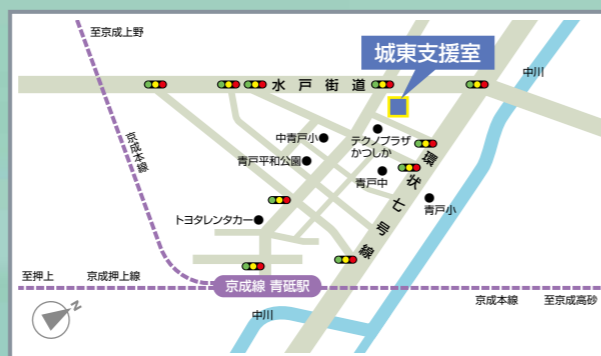 至京成上野
城東支援室
中川
水戸街道
京成本線
中青戸小
テクノプラザ
かつしか
青戸平和公園
環状七号線
青戸中
青戸小
トヨタレンタカー
至押上
京成押上線
京成線 青砥駅
京成本線
至京成高砂
中川
N